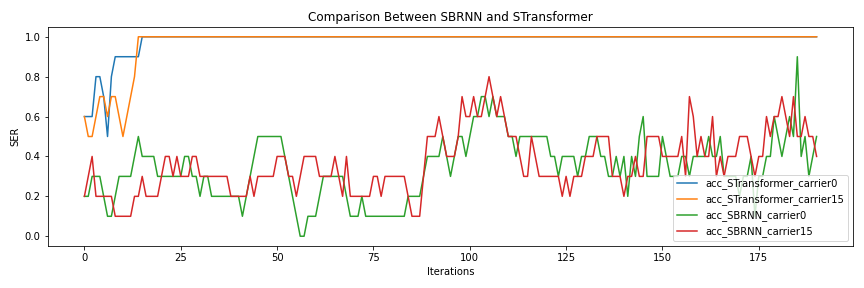 Comparison Between SBRNN and STransformer
SER
1.0
0.8
0.6
0.4
0.2
0.0
0
25
50
75
100
125
150
175
Iterations
acc_STransformer_carrier0
acc_STransformer_carrier15
acc_SBRNN_carrier0
acc_SBRNN_carrier15